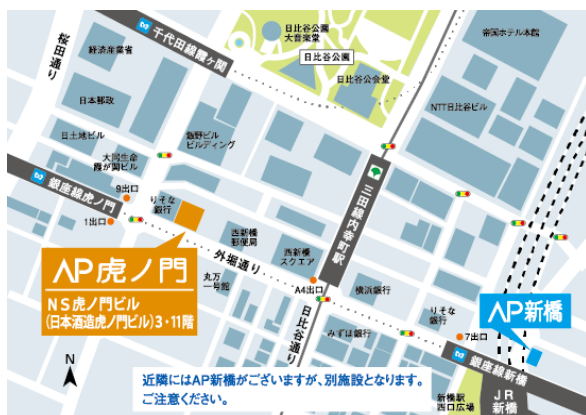 桜田通り
経済産業省
千代田線霞ヶ関
日比谷公園
大音楽堂
日比谷公園
日比谷公会堂
帝国ホテル本館
日本郵政
NTT日比谷ビル
日土地ビル
飯野ビル
ビルディング
大同生命
霞が関ビル
銀座線虎ノ門
9出口
1出口
りそな
銀行
三田線内幸町駅
西新橋
郵便局
外堀通り
西新橋
スクエア
丸万
一号館
A4出口
横浜銀行
日比谷通り
みずほ銀行
りそな
銀行
7出口
AP虎ノ門
NS虎ノ門ビル
(日本酒造虎ノ門ビル)3・11階
AP新橋
銀座線新橋
新橋駅
西口広場
JR
新橋
N
近隣にはAP新橋がございますが、別施設となります。
ご注意ください。